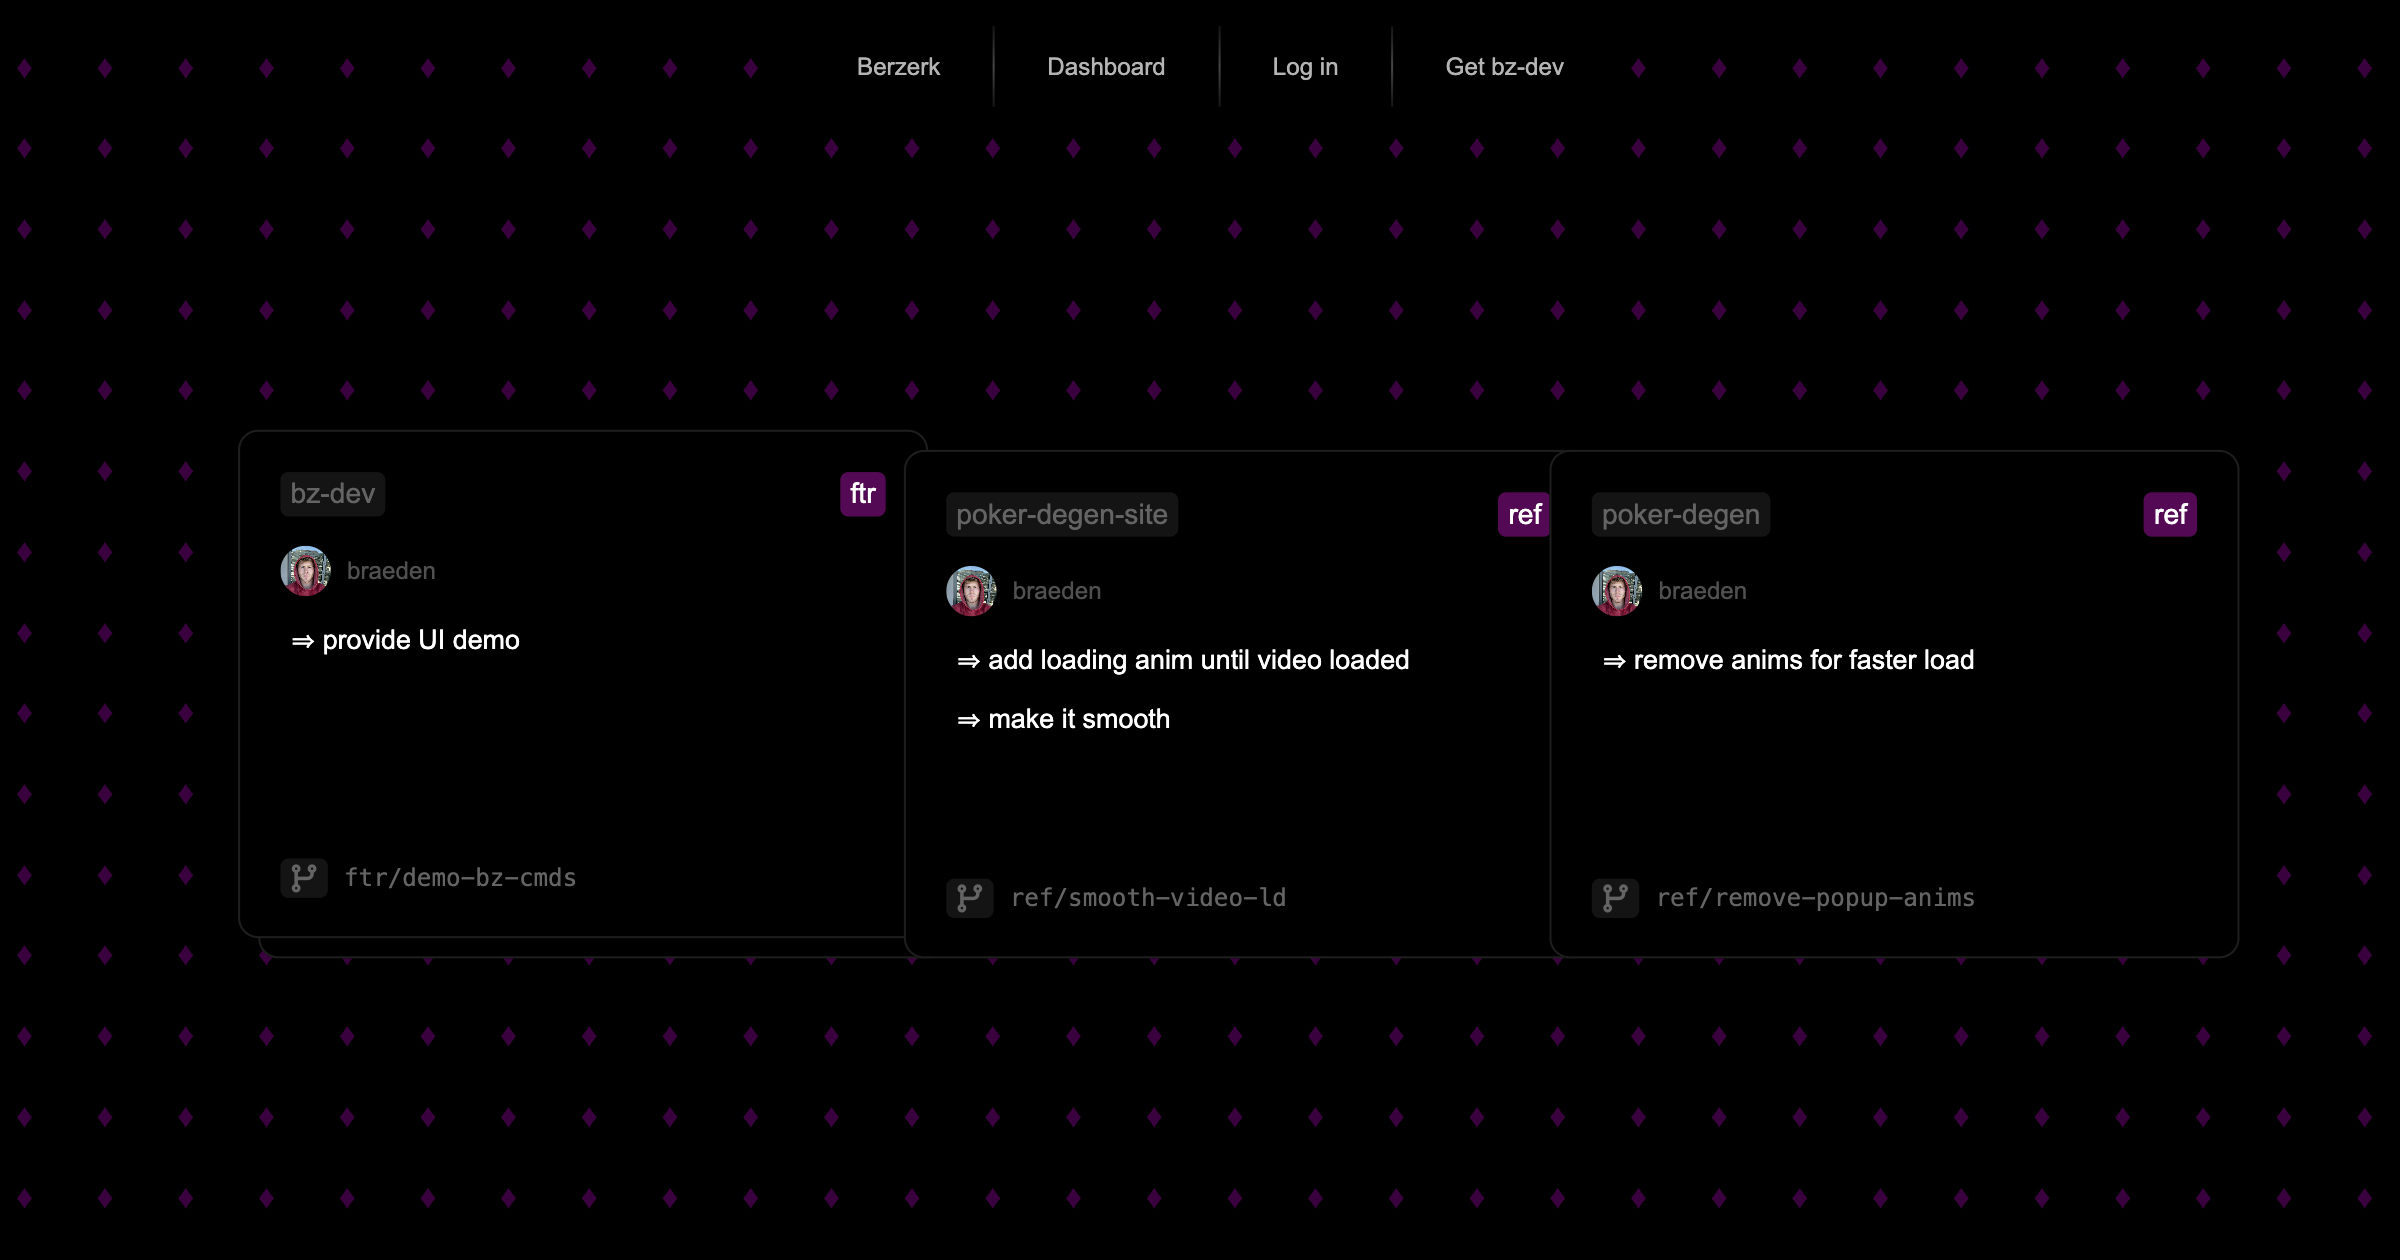 Berzerk
Dashboard
Log in
Get bz-dev
bz-dev
ftr
braeden
⇒ provide UI demo
ftr/demo-bz-cmds
poker-degen-site
ref
braeden
⇒ add loading anim until video loaded
⇒ make it smooth
ref/smooth-video-ld
poker-degen
ref
braeden
⇒ remove anims for faster load
ref/remove-popup-anims